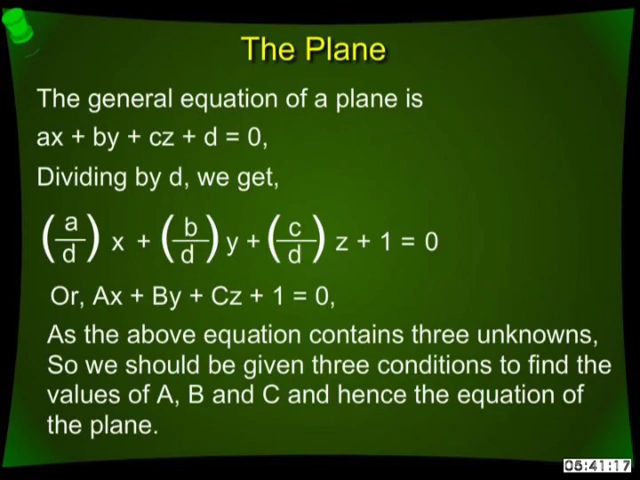 The Plane
The general equation of a plane is
ax + by + cz + d = 0,
Dividing by d, we get,
(a/d) x + (b/d) y + (c/d) z + 1 = 0
Or, Ax + By + Cz + 1 = 0,
As the above equation contains three unknowns,
So we should be given three conditions to find the
values of A, B and C and hence the equation of
the plane.
05:41:17